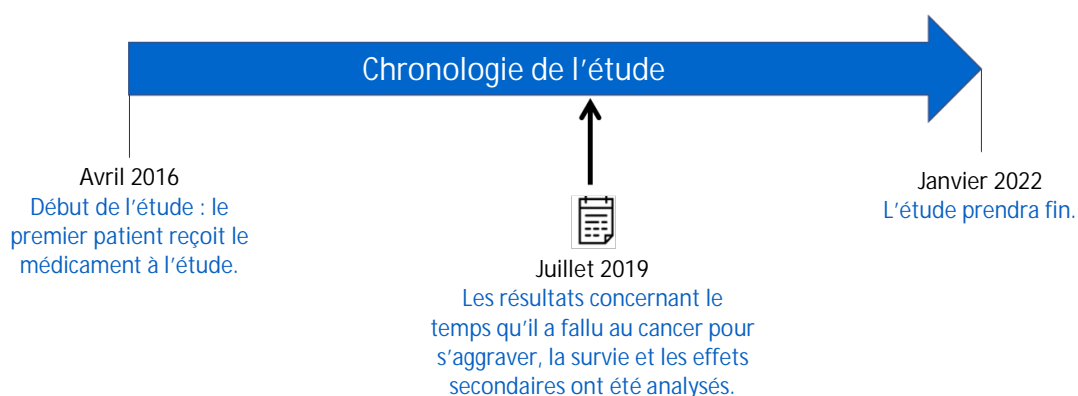 Chronologie de l'étude
Avril 2016
Début de l'étude : le
premier patient reçoit le
médicament à l'étude.
Juillet 2019
Les résultats concernant le
temps qu'il a fallu au cancer pour
s'aggraver, la survie et les effets
secondaires ont été analysés.
Janvier 2022
L'étude prendra fin.